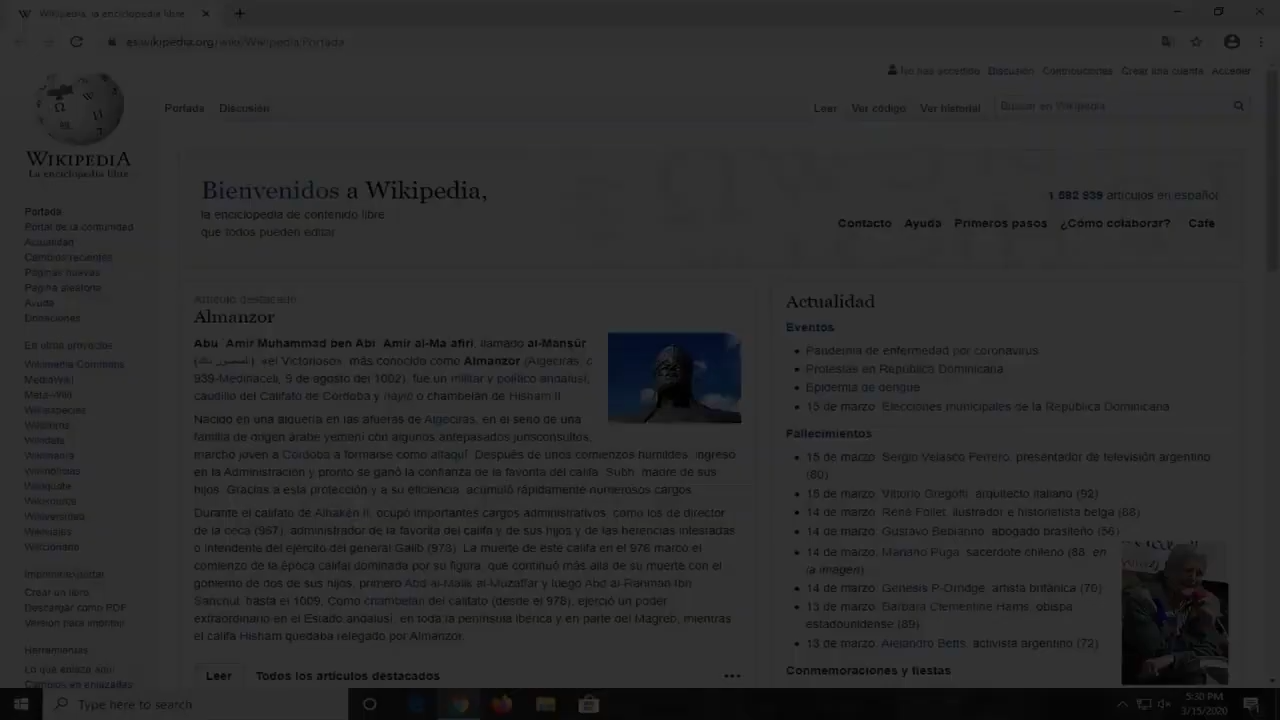 Wikipedia, la enciclopedia libre
es.wikipedia.org/wiki/Wikipedia:Portada
No has accedido Discusión Contribuciones Crear una cuenta Acceder
Portada Discusión Leer Ver código Ver historial Buscar en Wikipedia
WIKIPEDIA
La enciclopedia libre
Portada
Portal de la comunidad
Actualidad
Cambios recientes
Páginas nuevas
Página aleatoria
Ayuda
Donaciones
En otros proyectos
Wikimedia Commons
MediaWiki
Meta-Wiki
Wikispecies
Wikidata
Wikimania
Wikinoticias
Wikiquote
Wikisource
Wikiversidad
Wikiviajes
Wikcionario
Imprimir/exportar
Crear un libro
Descargar como PDF
Versión para imprimir
Herramientas
Lo que enlaza aquí
Cambios en enlazadas
Bienvenidos a Wikipedia,
la enciclopedia de contenido libre
que todos pueden editar.
1 582 939 artículos en español
Contacto Ayuda Primeros pasos ¿Cómo colaborar? Café
Artículo destacado
Almanzor
Abu ʿAmir Muhammad ben Abi ʿAmir al-Maʿafirí, llamado al-Mansūr
«el Victorioso», más conocido como Almanzor (Algeciras, c.
939-Medinaceli, 9 de agosto del 1002), fue un militar y político andalusí,
caudillo del Califato de Córdoba y hayib o chambelán de Hisham II.
Nacido en una alquería en las afueras de Algeciras, en el seno de una
familia de origen árabe yemení con algunos antepasados jurisconsultos,
marchó joven a Córdoba a formarse como alfaquí. Después de unos comienzos humildes, ingresó
en la Administración y pronto se ganó la confianza de la favorita del califa, Subh, madre de sus
hijos. Gracias a esta protección y a su eficiencia, acumuló rápidamente numerosos cargos.
Durante el califato de Alhakén II, ocupó importantes cargos administrativos, como los de director
de la ceca (967), administrador de la favorita del califa y de sus hijos y de las herencias intestadas
o intendente del ejército del general Galib (973). La muerte de este califa en el 976 marcó el
comienzo de la época califal dominada por su figura, que continuó más allá de su muerte con el
gobierno de dos de sus hijos, primero Abd al-Malik al-Muzaffar y luego Abd al-Rahman Ibn
Sanchul, hasta el 1009. Como chambelán del califato (desde el 978), ejerció un poder
extraordinario en el Estado andalusí, en toda la península ibérica y en parte del Magreb, mientras
el califa Hisham quedaba relegado por Almanzor.
Leer Todos los artículos destacados
Actualidad
Eventos
Pandemia de enfermedad por coronavirus
Protestas en República Dominicana
Epidemia de dengue
15 de marzo: Elecciones municipales de la República Dominicana
Fallecimientos
15 de marzo: Sergio Velasco Ferrero, presentador de televisión argentino
(80)
15 de marzo: Vittorio Gregotti, arquitecto italiano (92)
14 de marzo: René Follet, ilustrador e historietista belga (88)
14 de marzo: Gustavo Bebianno, abogado brasileño (56)
14 de marzo: Mariano Puga, sacerdote chileno (88, en
la imagen)
14 de marzo: Genesis P-Orridge, artista británica (70)
13 de marzo: Barbara Clementine Harris, obispa
estadounidense (89)
13 de marzo: Alejandro Betts, activista argentino (72)
Conmemoraciones y fiestas
Type here to search
5:30 PM
3/15/2020